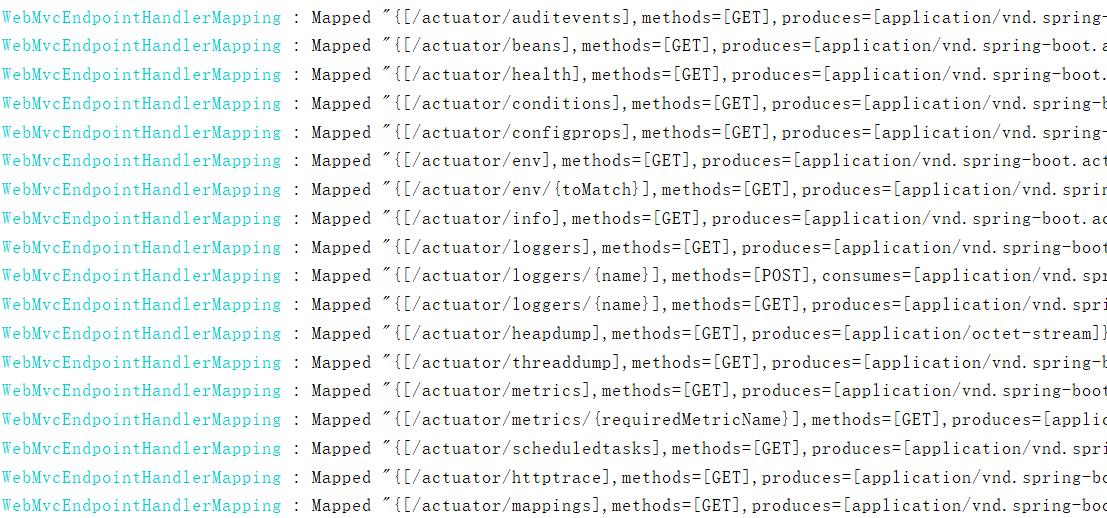 WebMvcEndpointHandlerMapping : Mapped "{[/actuator/auditevents],methods=[GET],produces=[application/vnd.spring-
WebMvcEndpointHandlerMapping : Mapped "{[/actuator/beans],methods=[GET],produces=[application/vnd.spring-boot.a
WebMvcEndpointHandlerMapping : Mapped "{[/actuator/health],methods=[GET],produces=[application/vnd.spring-boot.
WebMvcEndpointHandlerMapping : Mapped "{[/actuator/conditions],methods=[GET],produces=[application/vnd.spring-b
WebMvcEndpointHandlerMapping : Mapped "{[/actuator/configprops],methods=[GET],produces=[application/vnd.spring-
WebMvcEndpointHandlerMapping : Mapped "{[/actuator/env],methods=[GET],produces=[application/vnd.spring-boot.act
WebMvcEndpointHandlerMapping : Mapped "{[/actuator/env/{toMatch}],methods=[GET],produces=[application/vnd.sprin
WebMvcEndpointHandlerMapping : Mapped "{[/actuator/info],methods=[GET],produces=[application/vnd.spring-boot.ac
WebMvcEndpointHandlerMapping : Mapped "{[/actuator/loggers],methods=[GET],produces=[application/vnd.spring-boot
WebMvcEndpointHandlerMapping : Mapped "{[/actuator/loggers/{name}],methods=[POST],consumes=[application/vnd.spr
WebMvcEndpointHandlerMapping : Mapped "{[/actuator/loggers/{name}],methods=[GET],produces=[application/vnd.spri
WebMvcEndpointHandlerMapping : Mapped "{[/actuator/heapdump],methods=[GET],produces=[application/octet-stream]}
WebMvcEndpointHandlerMapping : Mapped "{[/actuator/threaddump],methods=[GET],produces=[application/vnd.spring-b
WebMvcEndpointHandlerMapping : Mapped "{[/actuator/metrics],methods=[GET],produces=[application/vnd.spring-boot
WebMvcEndpointHandlerMapping : Mapped "{[/actuator/metrics/{requiredMetricName}],methods=[GET],produces=[applic
WebMvcEndpointHandlerMapping : Mapped "{[/actuator/scheduledtasks],methods=[GET],produces=[application/vnd.spri
WebMvcEndpointHandlerMapping : Mapped "{[/actuator/httptrace],methods=[GET],produces=[application/vnd.spring-bo
WebMvcEndpointHandlerMapping : Mapped "{[/actuator/mappings],methods=[GET],produces=[application/vnd.spring-boo